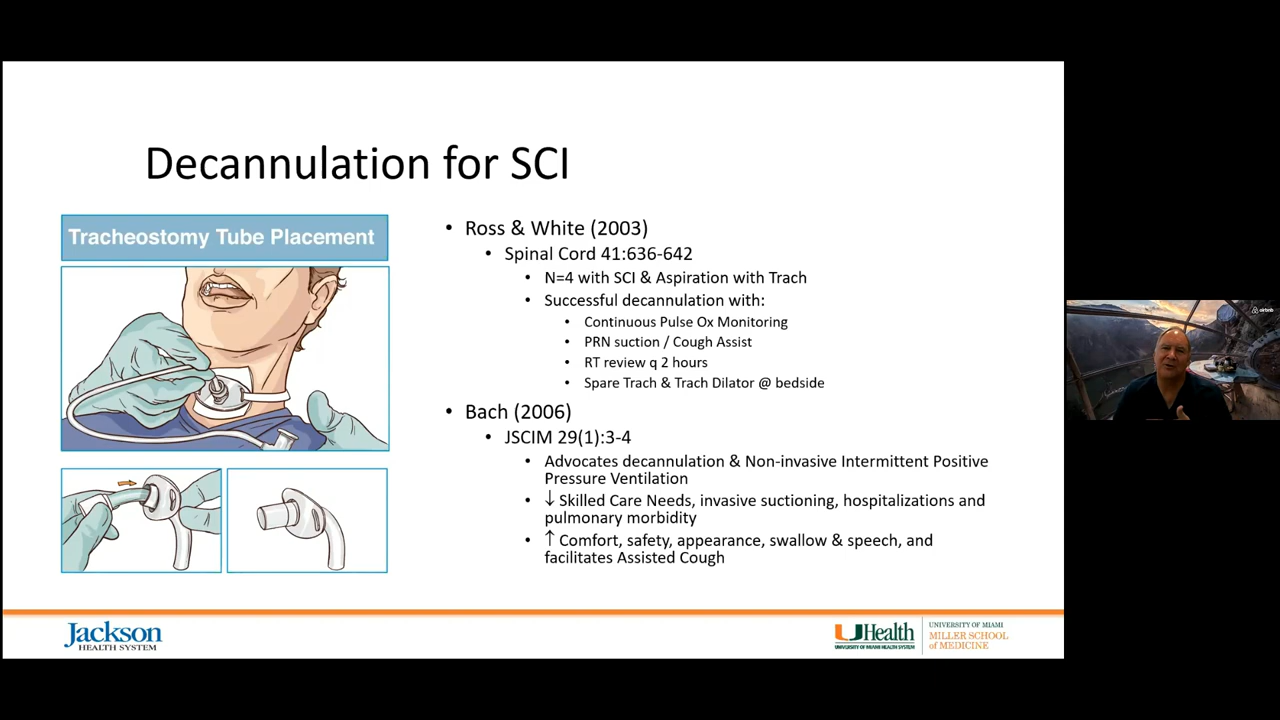 Decannulation for SCI
Tracheostomy Tube Placement
• Ross & White (2003)
• Spinal Cord 41:636-642
• N=4 with SCI & Aspiration with Trach
• Successful decannulation with:
• Continuous Pulse Ox Monitoring
• PRN suction / Cough Assist
• RT review q 2 hours
• Spare Trach & Trach Dilator @ bedside
• Bach (2006)
• JSCIM 29(1):3-4
• Advocates decannulation & Non-invasive Intermittent Positive
Pressure Ventilation
• ↓ Skilled Care Needs, invasive suctioning, hospitalizations and
pulmonary morbidity
• ↑ Comfort, safety, appearance, swallow & speech, and
facilitates Assisted Cough
airbnb
Jackson
HEALTH SYSTEM
UHealth
UNIVERSITY OF MIAMI HEALTH SYSTEM
UNIVERSITY OF MIAMI
MILLER SCHOOL
of MEDICINE